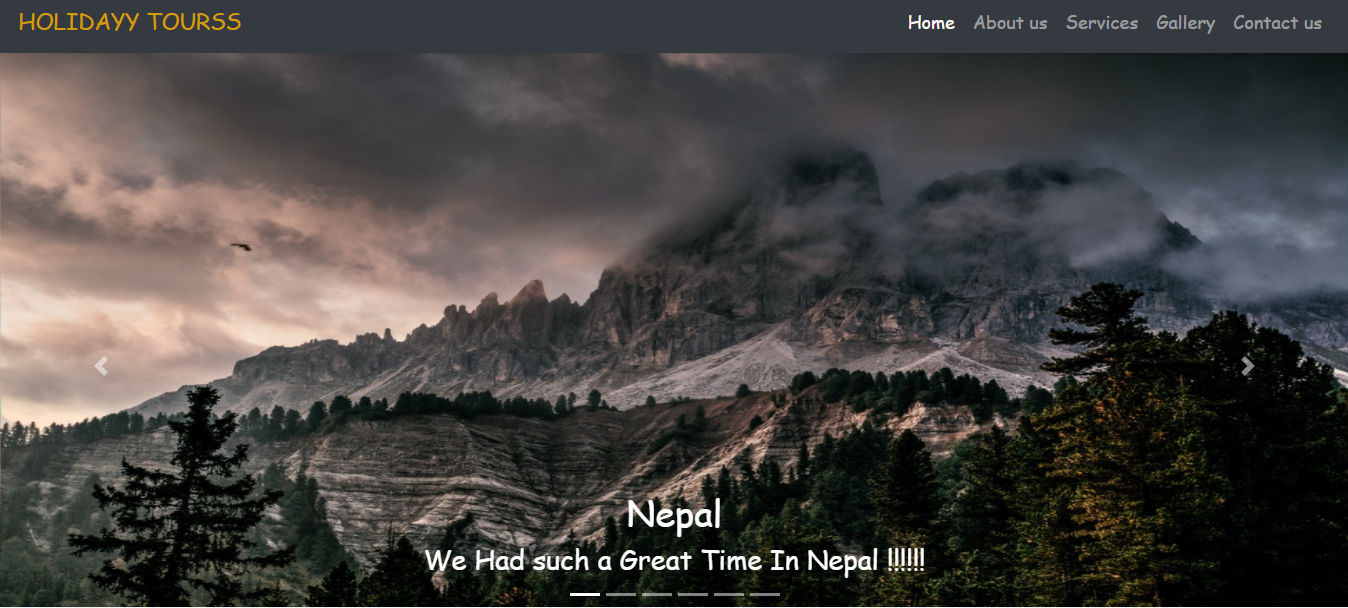 HOLIDAYY TOURSS
Home About us Services Gallery Contact us
Nepal
We Had such a Great Time In Nepal !!!!!!